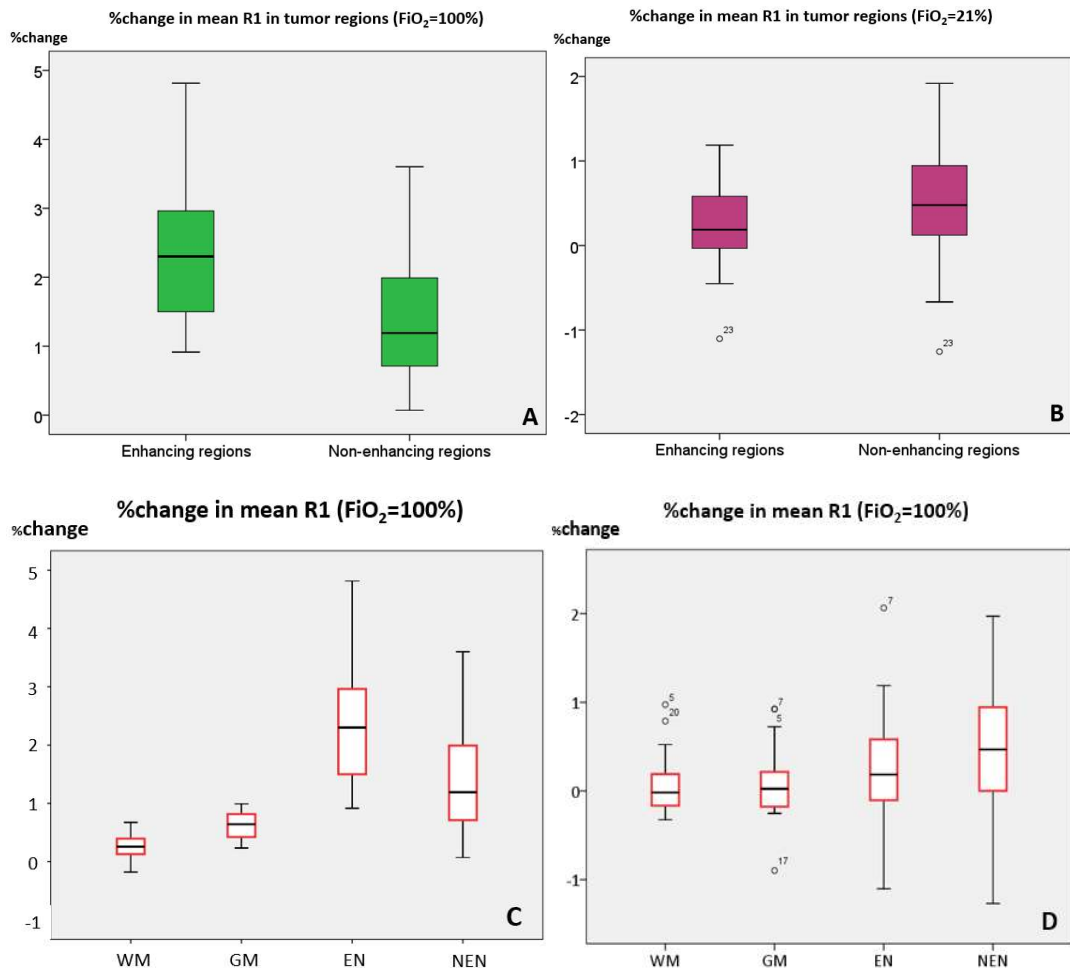 %change in mean R1 in tumor regions (FiO₂=100%)
%change
5
4
3
2
1
0
A
Enhancing regions
Non-enhancing regions
%change in mean R1 in tumor regions (FiO₂=21%)
%change
2
1
0
-1
-2
23
23
B
Enhancing regions
Non-enhancing regions
%change in mean R1 (FiO₂=100%)
%change
5
4
3
2
1
0
-1
C
WM
GM
EN
NEN
%change in mean R1 (FiO₂=100%)
%change
2
1
0
-1
5
20
7
5
17
7
D
WM
GM
EN
NEN